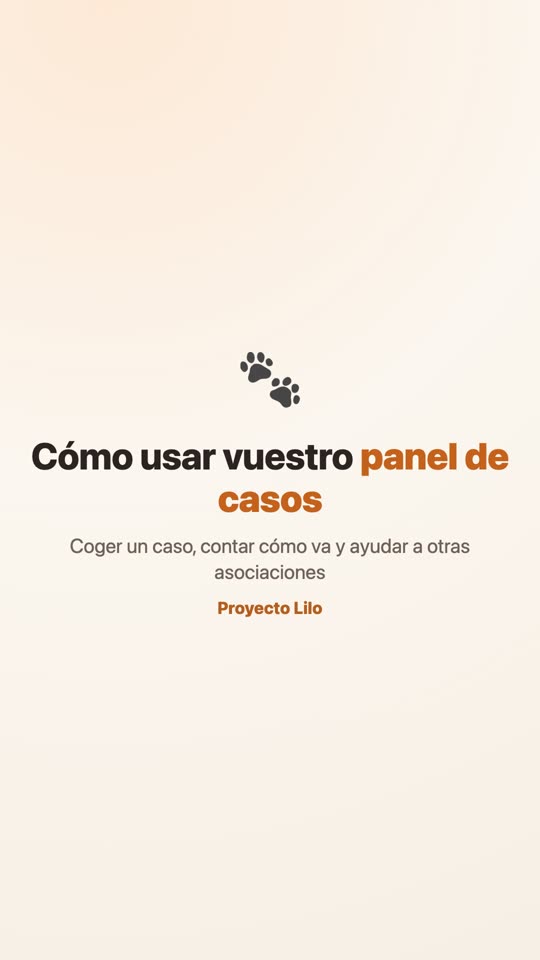 Cómo usar vuestro panel de
casos
Coger un caso, contar cómo va y ayudar a otras
asociaciones
Proyecto Lilo